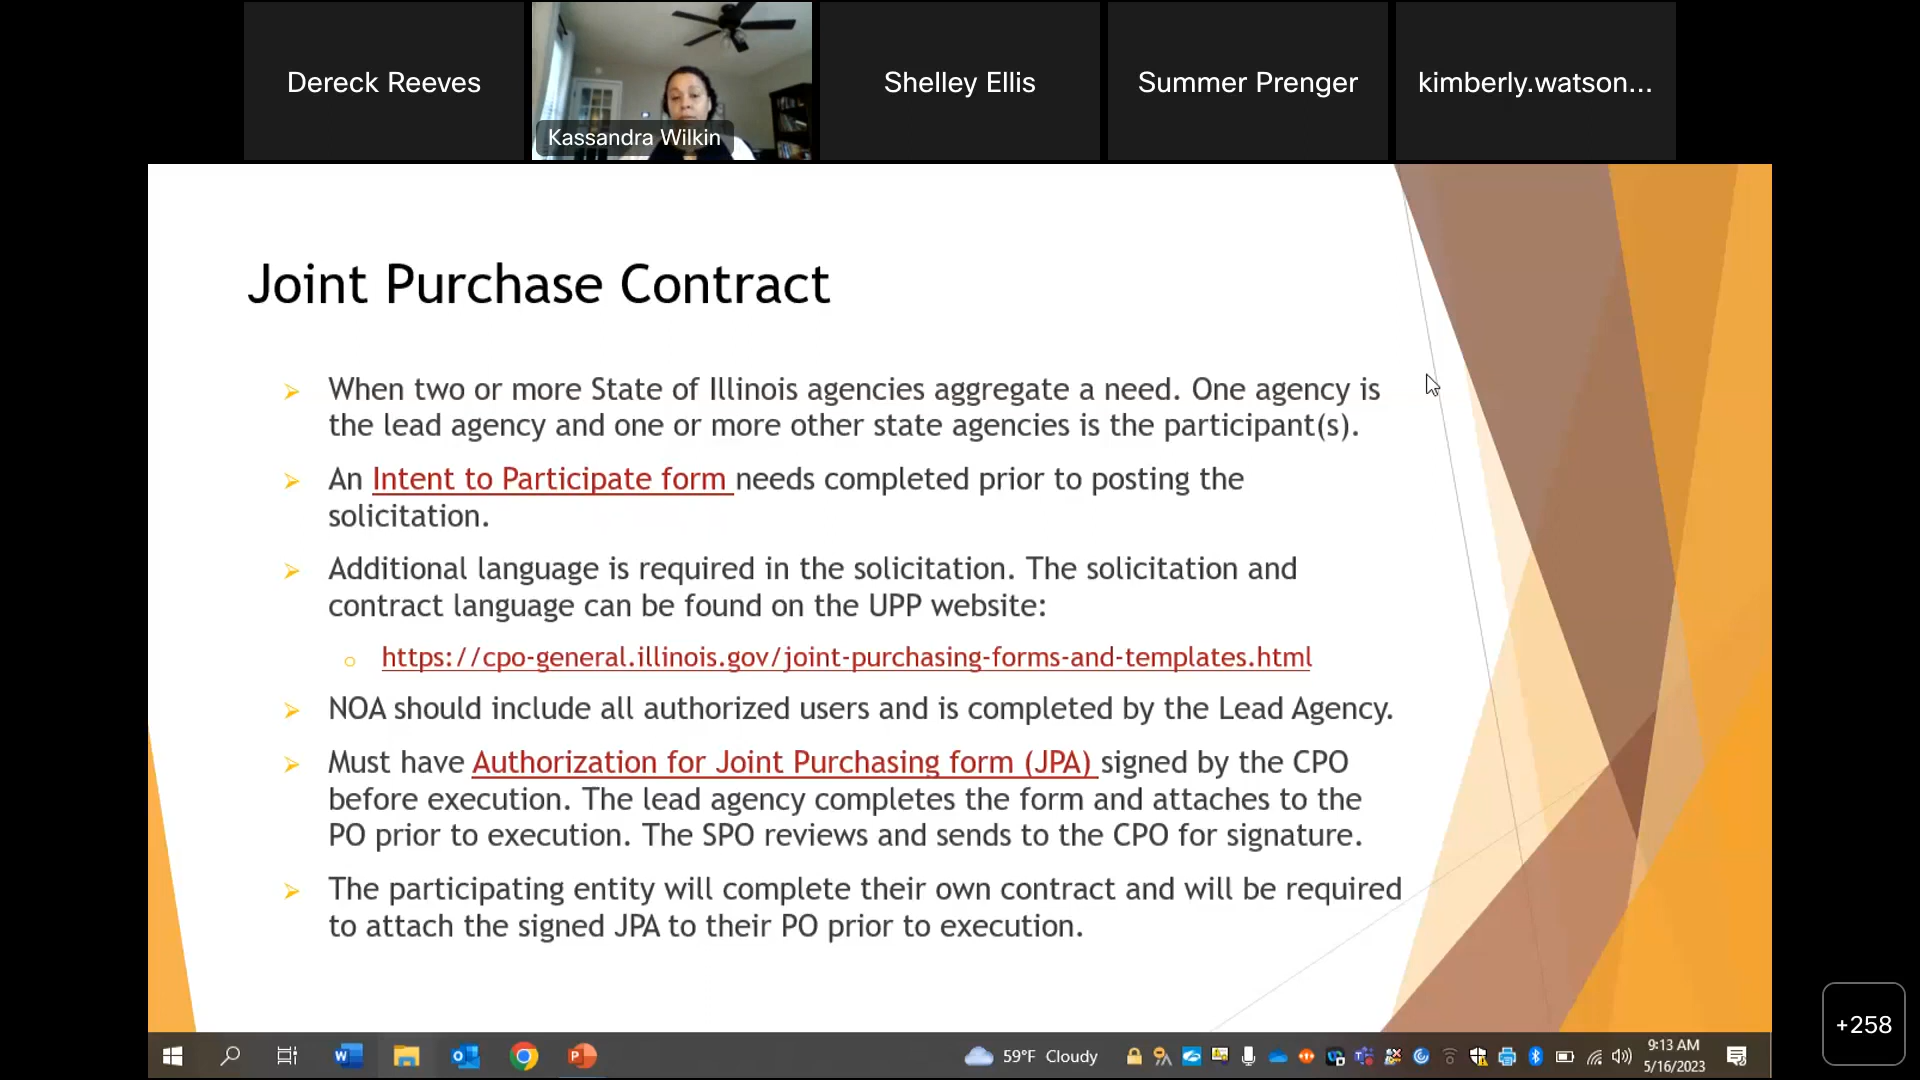 Dereck Reeves
Kassandra Wilkin
Shelley Ellis
Summer Prenger
kimberly.watson...
Joint Purchase Contract
When two or more State of Illinois agencies aggregate a need. One agency is
the lead agency and one or more other state agencies is the participant(s).
An Intent to Participate form needs completed prior to posting the
solicitation.
Additional language is required in the solicitation. The solicitation and
contract language can be found on the UPP website:
https://cpo-general.illinois.gov/joint-purchasing-forms-and-templates.html
NOA should include all authorized users and is completed by the Lead Agency.
Must have Authorization for Joint Purchasing form (JPA) signed by the CPO
before execution. The lead agency completes the form and attaches to the
PO prior to execution. The SPO reviews and sends to the CPO for signature.
The participating entity will complete their own contract and will be required
to attach the signed JPA to their PO prior to execution.
+258
59°F Cloudy
9:13 AM
5/16/2023